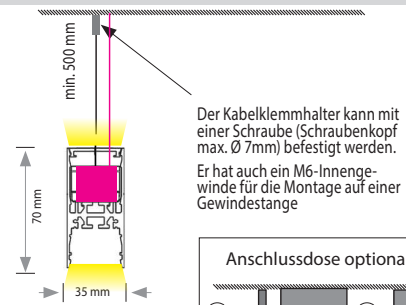 min. 500 mm
Der Kabelklemmhalter kann mit
einer Schraube (Schraubenkopf
max. Ø 7mm) befestigt werden.
Er hat auch ein M6-Innenge-
winde für die Montage auf einer
Gewindestange
70 mm
35 mm
Anschlussdose optiona